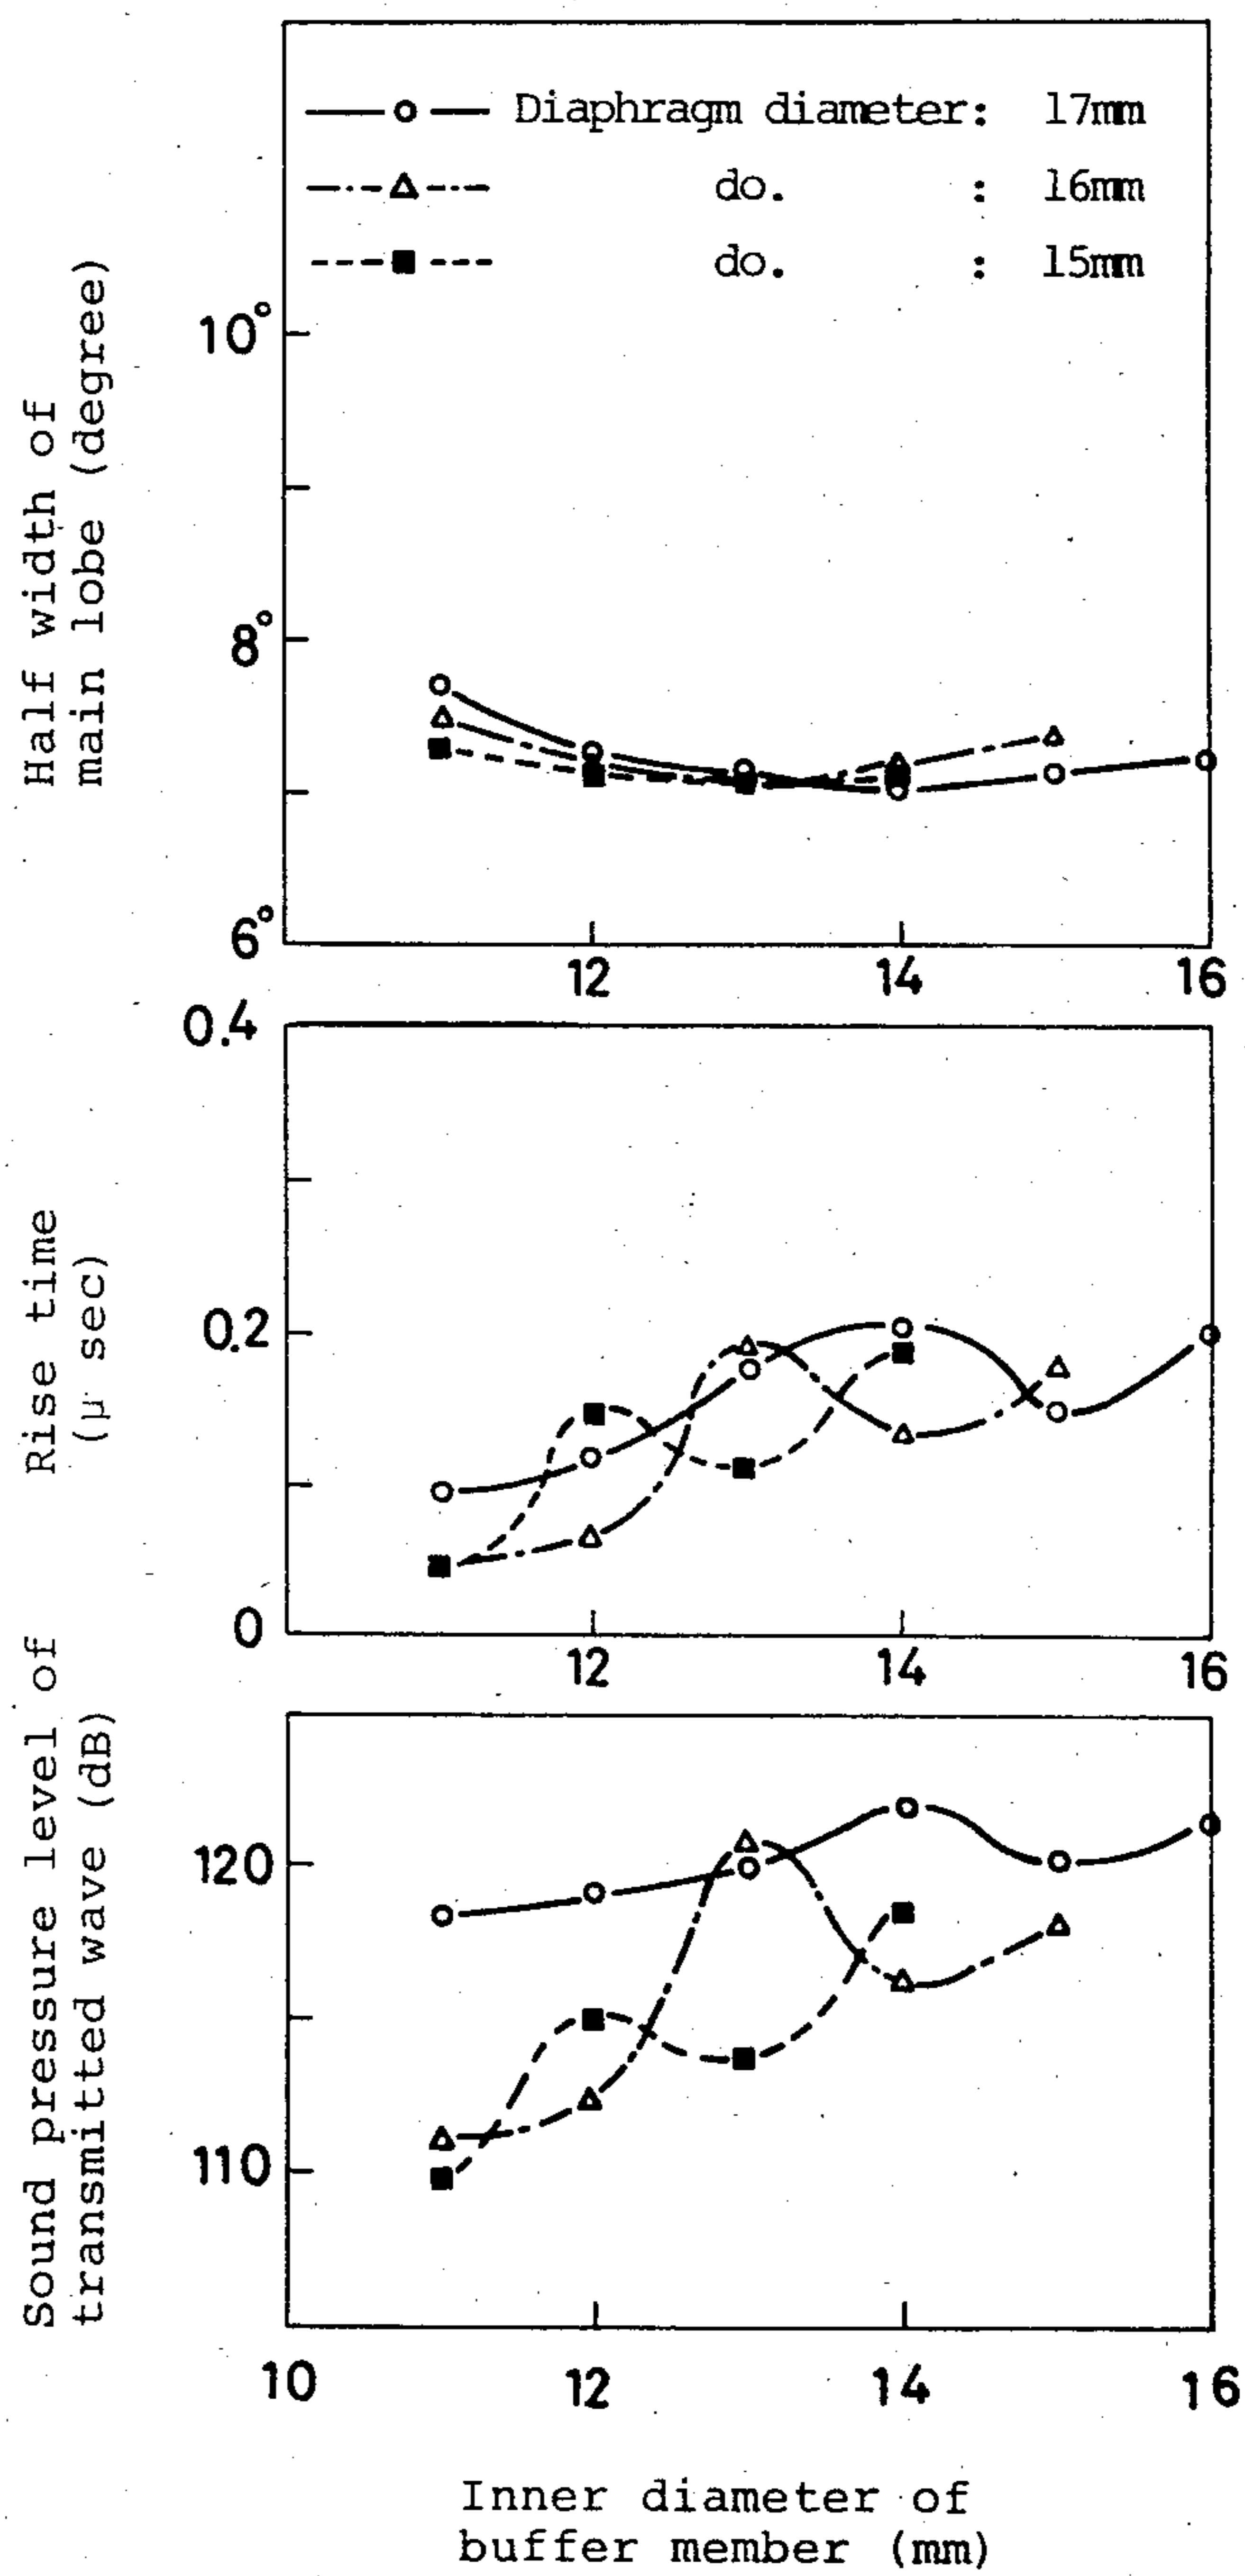 Diaphragm diameter: 17mm
do. : 16mm
do. : 15mm
Half width of
main lobe (degree)
10°
8°
6°
12 14 16
Rise time
(μ sec)
0.4
0.2
0
12 14 16
Sound pressure level of
transmitted wave (dB)
120
110
10 12 14 16
Inner diameter of
buffer member (mm)